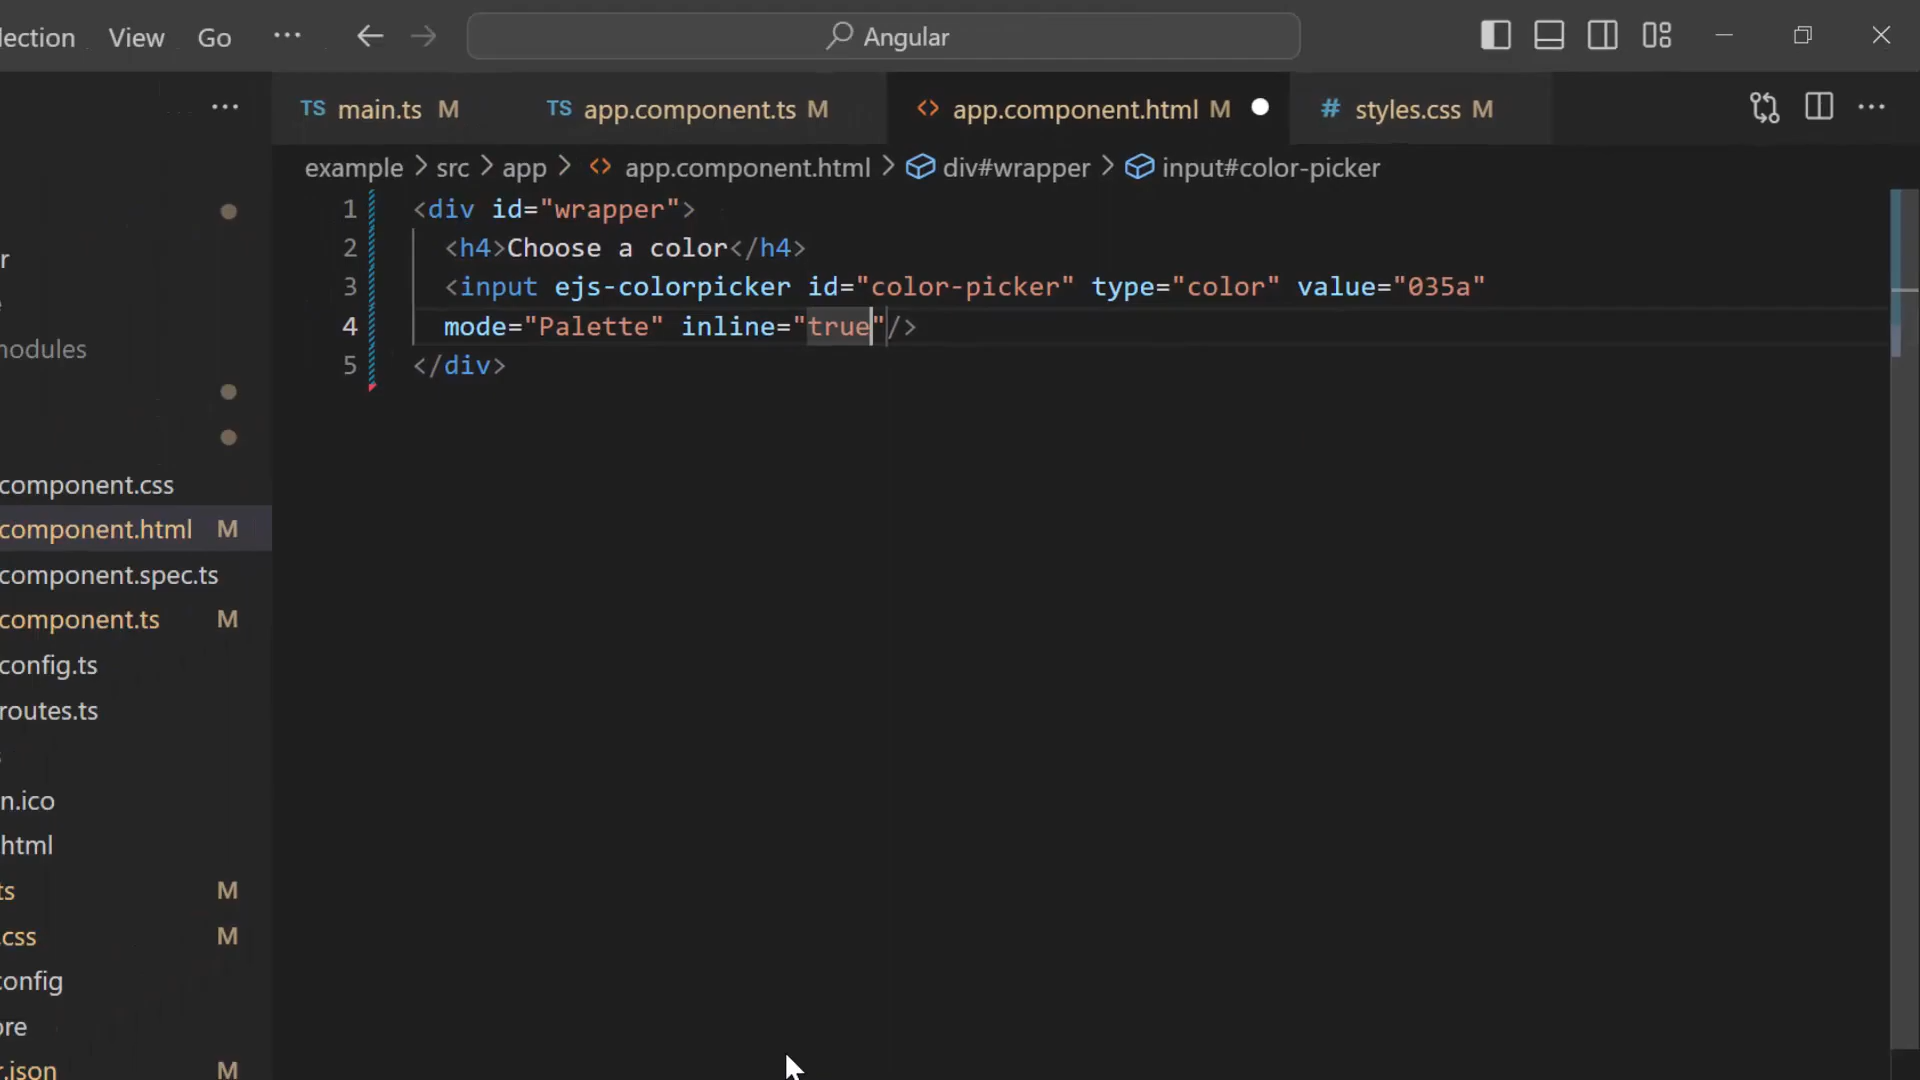 lection View Go ··· Angular
TS main.ts M TS app.component.ts M <> app.component.html M # styles.css M
example > src > app > <> app.component.html > div#wrapper > input#color-picker
1 <div id="wrapper">
2 <h4>Choose a color</h4>
3 <input ejs-colorpicker id="color-picker" type="color" value="035a"
4 mode="Palette" inline="true"/>
5 </div>
r
nodules
component.css
component.html M
component.spec.ts
component.ts M
config.ts
routes.ts
s
n.ico
html
ts M
.css M
config
ore
r.json M